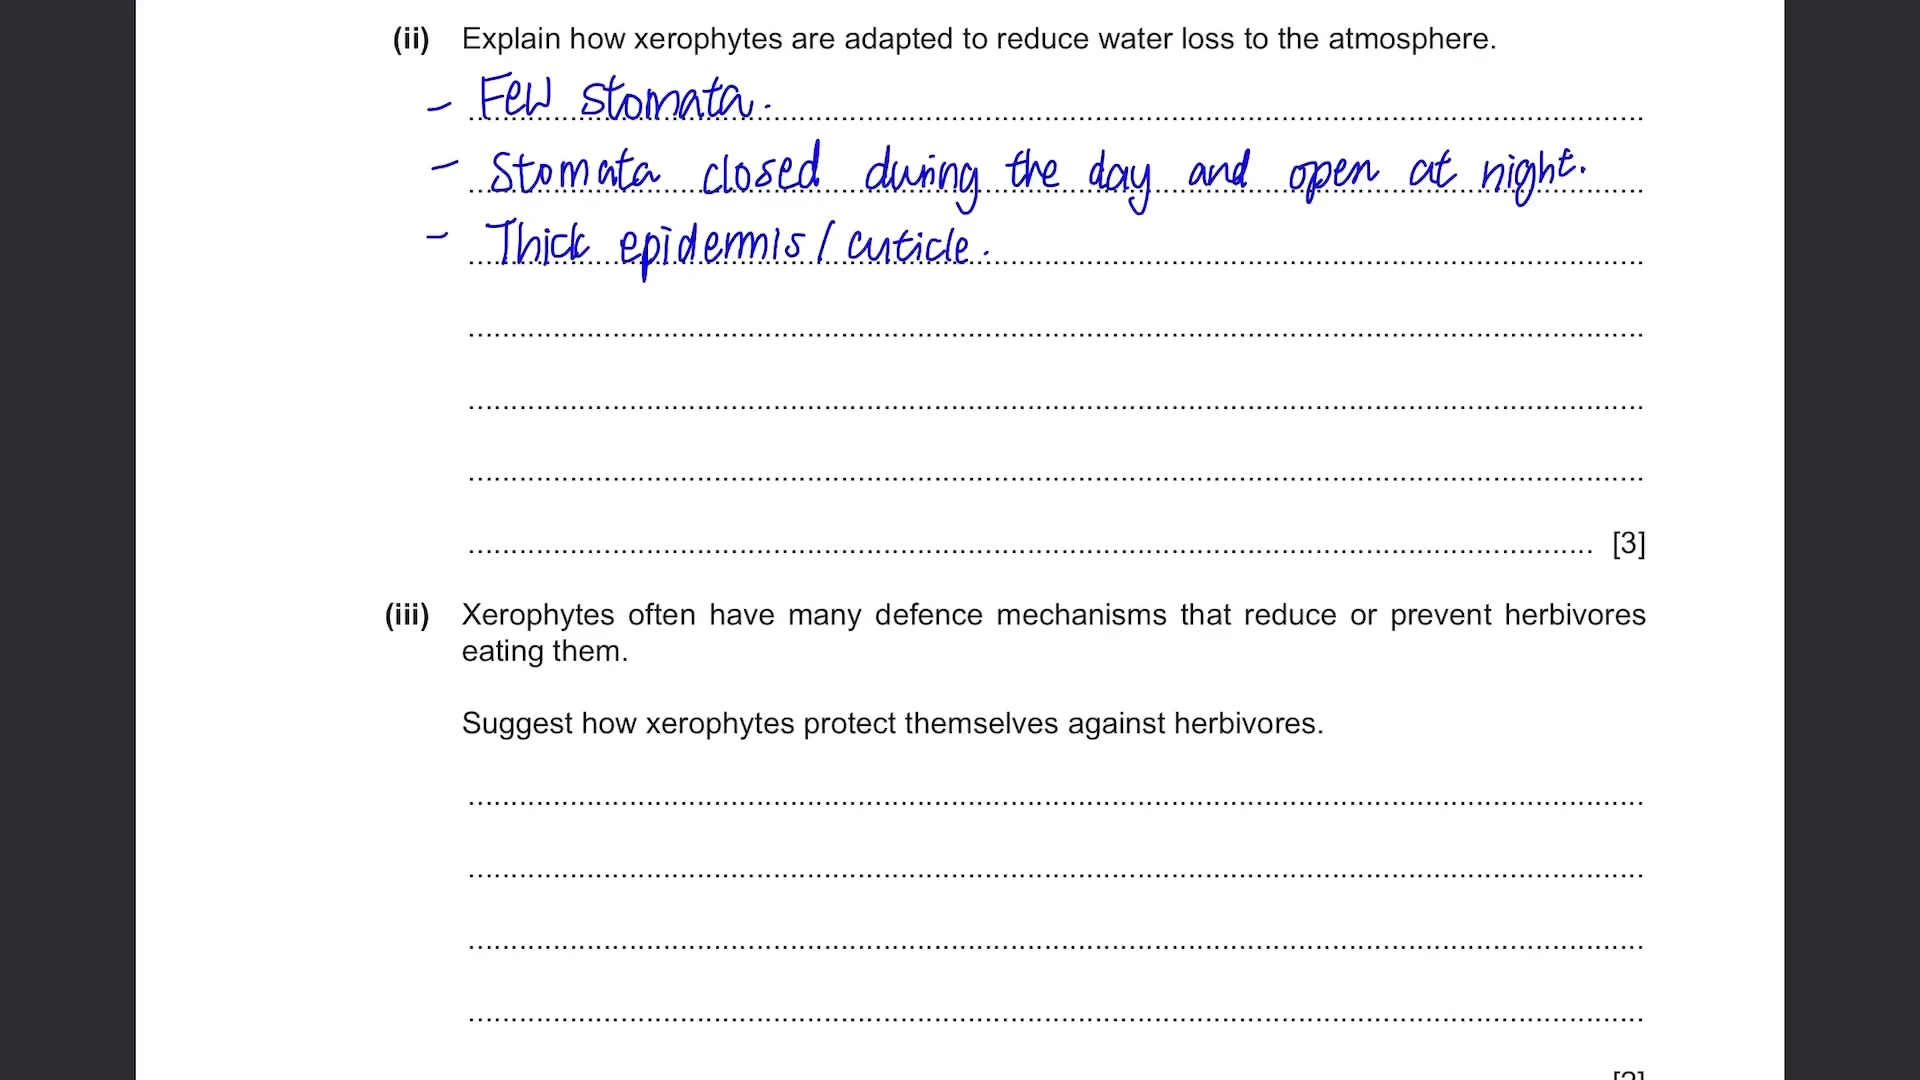 (ii) Explain how xerophytes are adapted to reduce water loss to the atmosphere.
- Few stomata.
- Stomata closed during the day and open at night.
- Thick epidermis / cuticle.
[3]
(iii) Xerophytes often have many defence mechanisms that reduce or prevent herbivores
eating them.
Suggest how xerophytes protect themselves against herbivores.